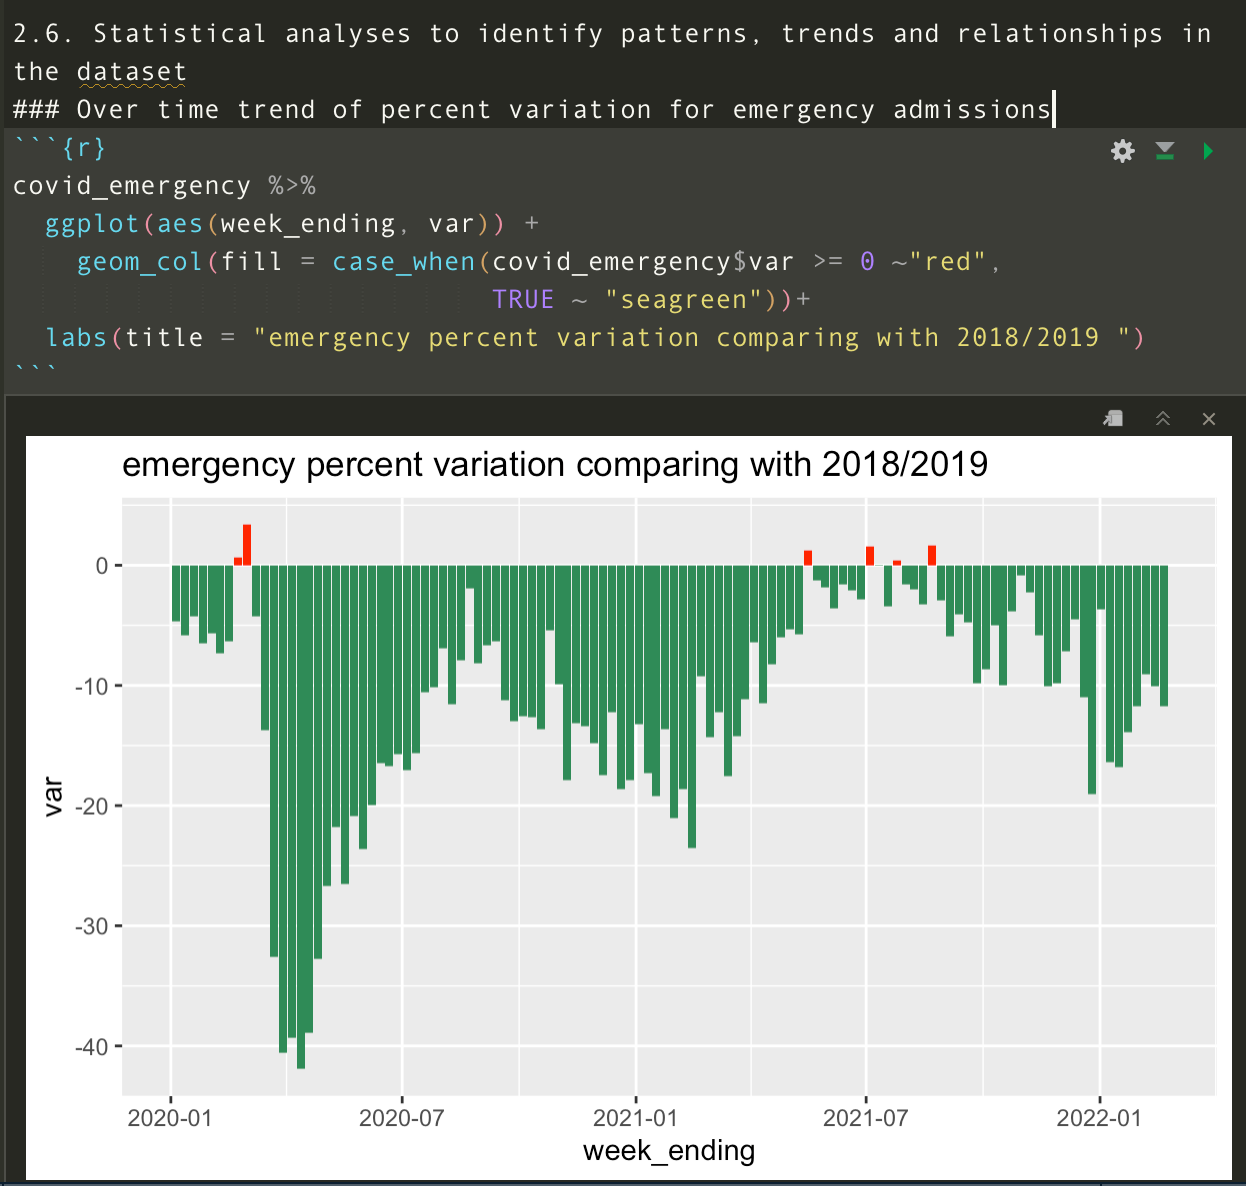 2.6. Statistical analyses to identify patterns, trends and relationships in
the dataset
### Over time trend of percent variation for emergency admissions
```{r}
covid_emergency %>%
  ggplot(aes(week_ending, var)) +
    geom_col(fill = case_when(covid_emergency$var >= 0 ~"red",
                              TRUE ~ "seagreen"))+
  labs(title = "emergency percent variation comparing with 2018/2019 ")
```
emergency percent variation comparing with 2018/2019
0
-10
-20
-30
-40
var
2020-01 2020-07 2021-01 2021-07 2022-01
week_ending